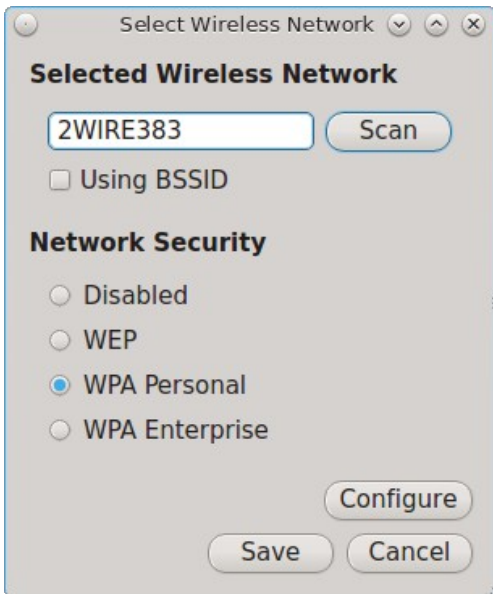 Select Wireless Network
Selected Wireless Network
2WIRE383 Scan
Using BSSID
Network Security
Disabled
WEP
WPA Personal
WPA Enterprise
Configure
Save Cancel